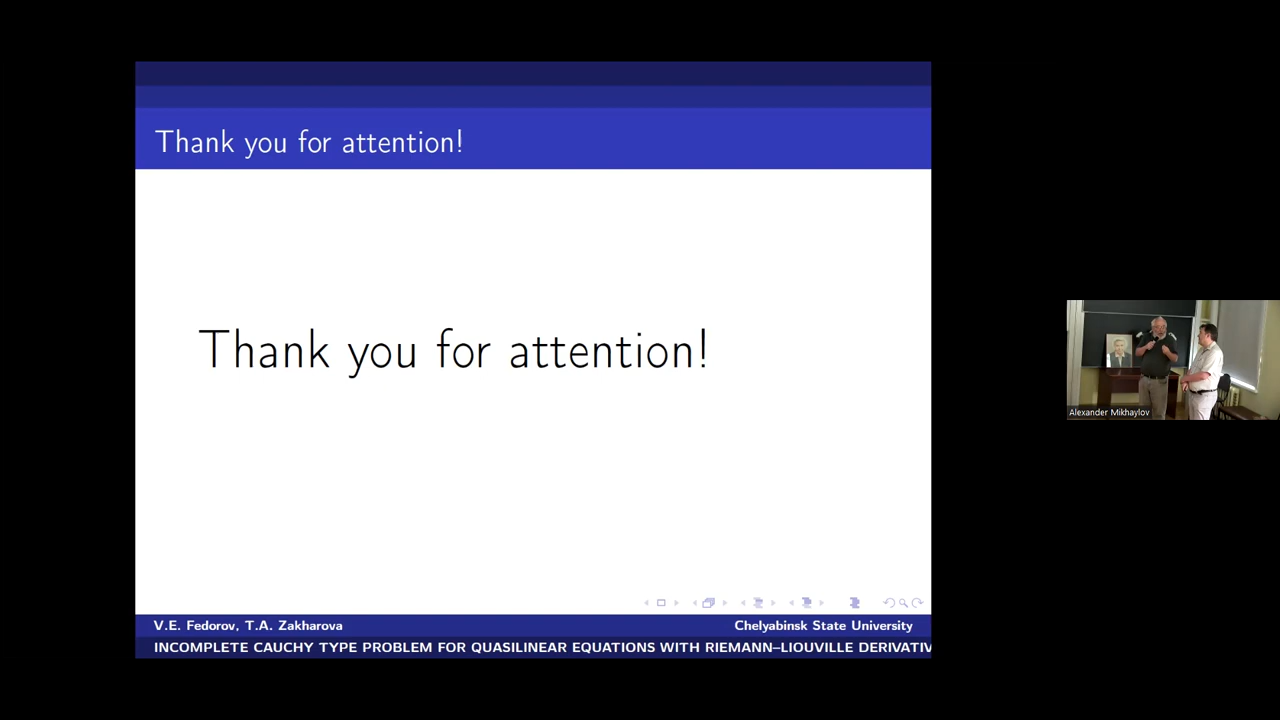 Thank you for attention!
Thank you for attention!
Alexander Mikhaylov
V.E. Fedorov, T.A. Zakharova
Chelyabinsk State University
INCOMPLETE CAUCHY TYPE PROBLEM FOR QUASILINEAR EQUATIONS WITH RIEMANN–LIOUVILLE DERIVATIV